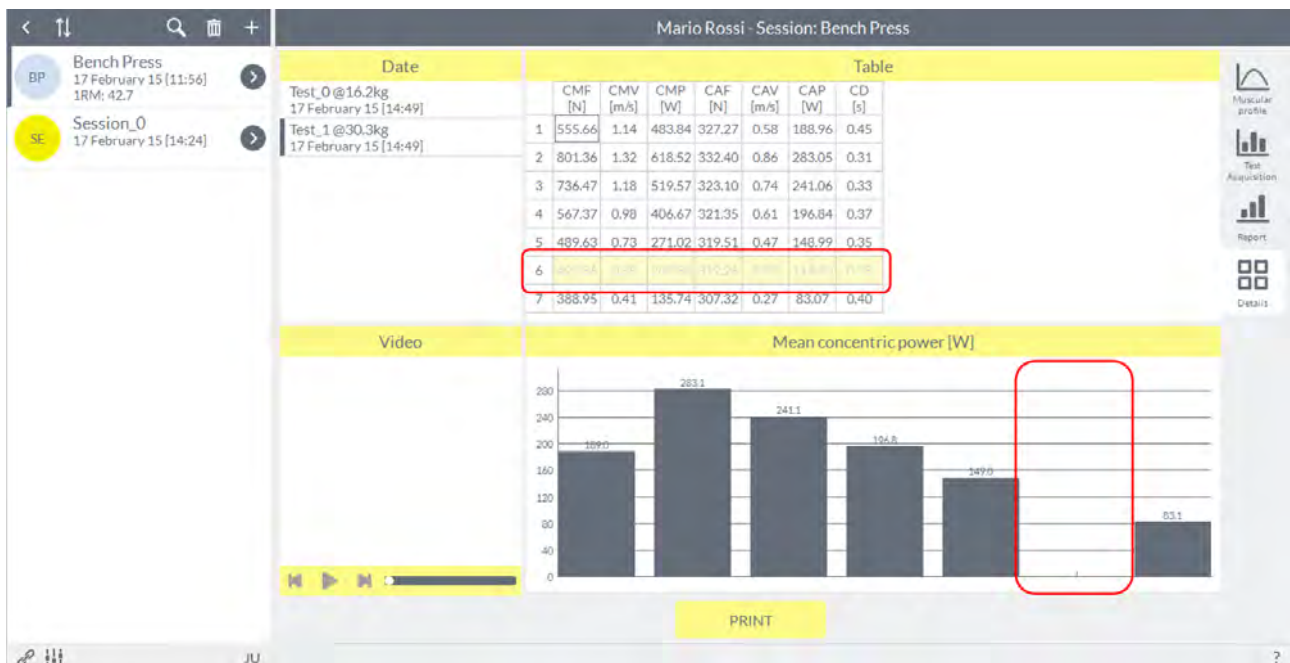 Mario Rossi - Session: Bench Press
BP
Bench Press
17 February 15 [11:56]
1RM: 42.7
SE
Session_0
17 February 15 [14:24]
Date
Test_0 @16.2kg
17 February 15 [14:49]
Test_1 @30.3kg
17 February 15 [14:49]
Table
CMF CMV CMP CAF CAV CAP CD
[N] [m/s] [W] [N] [m/s] [W] [s]
1 555.66 1.14 483.84 327.27 0.58 188.96 0.45
2 801.36 1.32 618.52 332.40 0.86 283.05 0.31
3 736.47 1.18 519.57 323.10 0.74 241.06 0.33
4 567.37 0.98 406.67 321.35 0.61 196.84 0.37
5 489.63 0.73 271.02 319.51 0.47 148.99 0.35
6
7 388.95 0.41 135.74 307.32 0.27 83.07 0.40
Muscular
profile
Test
Acquisition
Report
Details
Video
Mean concentric power [W]
280
240
200
160
120
80
40
0
189.0
283.1
241.1
196.8
149.0
83.1
PRINT
JU
?